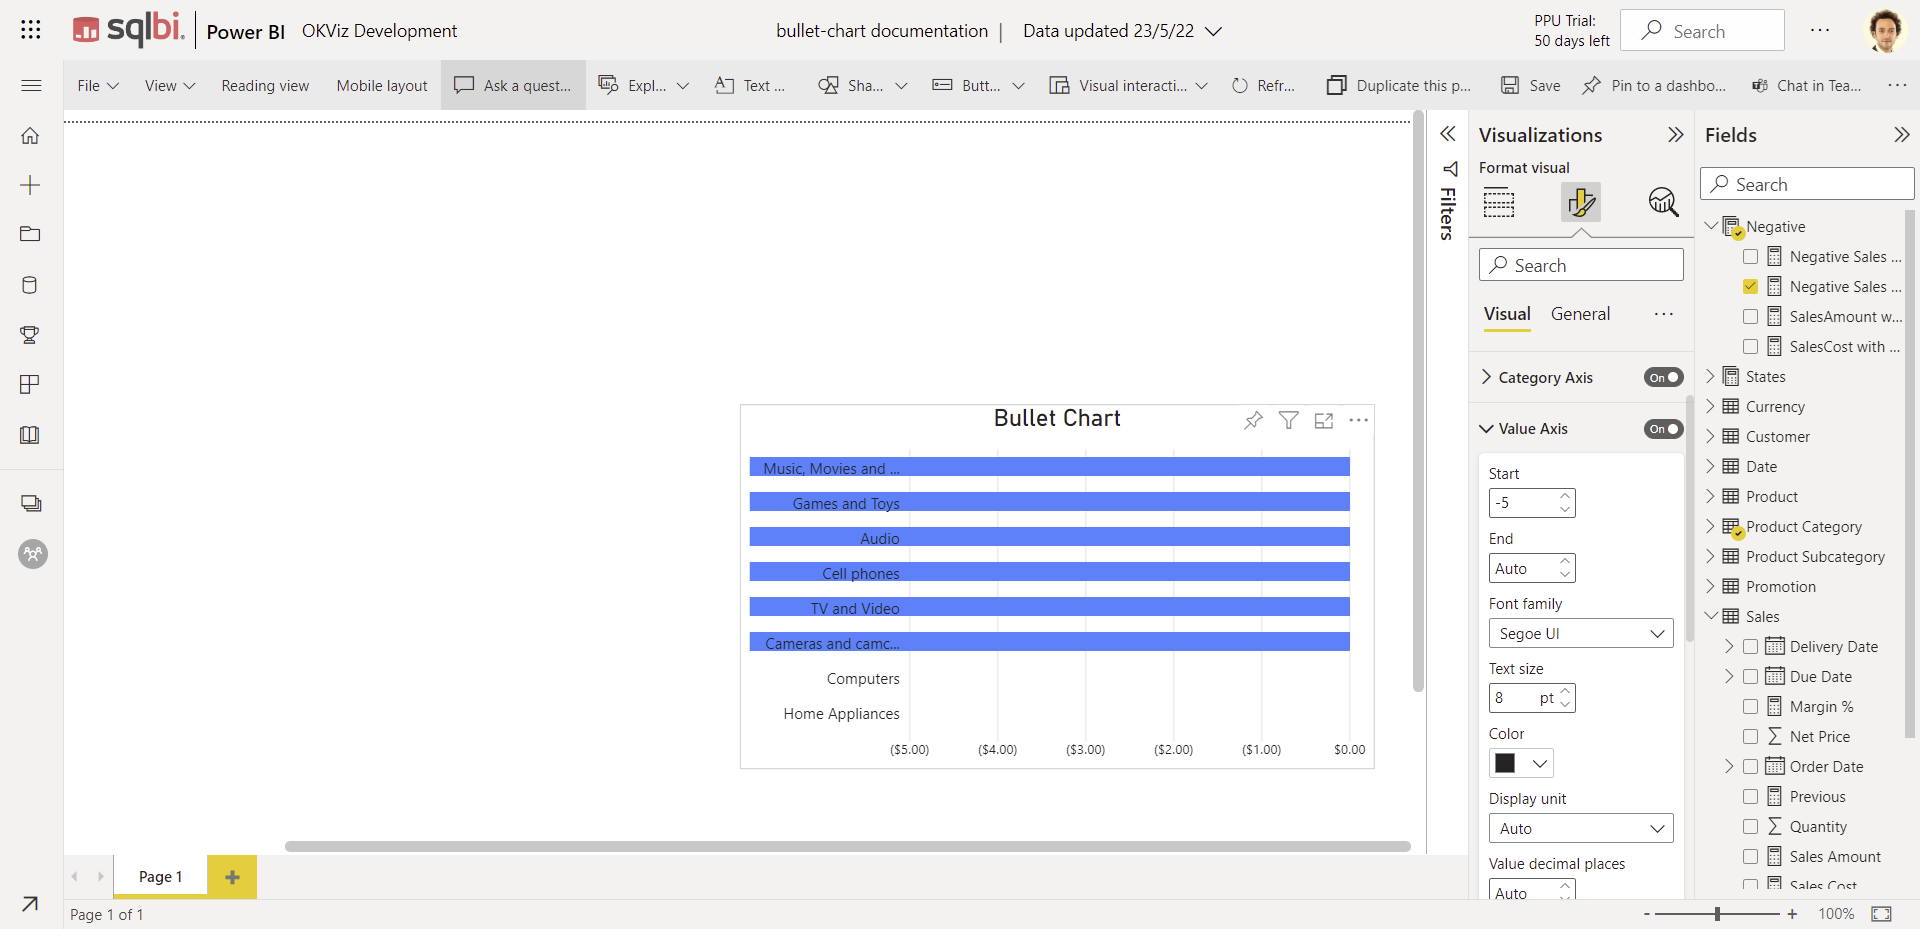 sqlbi. Power BI OKViz Development
bullet-chart documentation | Data updated 23/5/22
PPU Trial:
50 days left
Search
File View Reading view Mobile layout Ask a quest... Expl... Text ... Sha... Butt... Visual interacti... Refr... Duplicate this p... Save Pin to a dashbo... Chat in Tea...
Bullet Chart
Music, Movies and ...
Games and Toys
Audio
Cell phones
TV and Video
Cameras and camc...
Computers
Home Appliances
($5.00) ($4.00) ($3.00) ($2.00) ($1.00) $0.00
Filters
Visualizations
Format visual
Search
Visual General
Category Axis On
Value Axis On
Start
-5
End
Auto
Font family
Segoe UI
Text size
8 pt
Color
Display unit
Auto
Value decimal places
Auto
Fields
Search
Negative
Negative Sales ...
Negative Sales ...
SalesAmount w...
SalesCost with ...
States
Currency
Customer
Date
Product
Product Category
Product Subcategory
Promotion
Sales
Delivery Date
Due Date
Margin %
Net Price
Order Date
Previous
Quantity
Sales Amount
Sales Cost
Page 1
Page 1 of 1
- + 100%